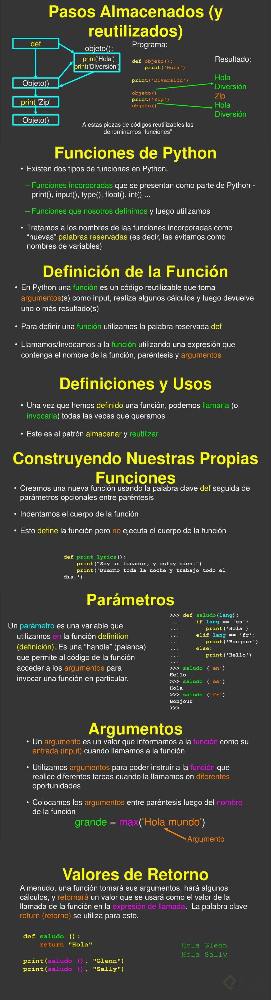 Pasos Almacenados (y
reutilizados)
def
objeto():
print('Hola')
print('Diversión')
Objeto()
print 'Zip'
Objeto()
Programa:
def objeto():
print('Hola')
print('Diversión')
objeto()
print('Zip')
objeto()
Resultado:
Hola
Diversión
Zip
Hola
Diversión
A estas piezas de códigos reutilizables las
denominamos “funciones”
Funciones de Python
• Existen dos tipos de funciones en Python.
– Funciones incorporadas que se presentan como parte de Python -
print(), input(), type(), float(), int() ...
– Funciones que nosotros definimos y luego utilizamos
• Tratamos a los nombres de las funciones incorporadas como
“nuevas” palabras reservadas (es decir, las evitamos como
nombres de variables)
Definición de la Función
• En Python una función es un código reutilizable que toma
argumentos(s) como input, realiza algunos cálculos y luego devuelve
uno o más resultado(s)
• Para definir una función utilizamos la palabra reservada def
• Llamamos/Invocamos a la función utilizando una expresión que
contenga el nombre de la función, paréntesis y argumentos
Definiciones y Usos
• Una vez que hemos definido una función, podemos llamarla (o
invocarla) todas las veces que queramos
• Este es el patrón almacenar y reutilizar
Construyendo Nuestras Propias
Funciones
• Creamos una nueva función usando la palabra clave def seguida de
parámetros opcionales entre paréntesis
• Indentamos el cuerpo de la función
• Esto define la función pero no ejecuta el cuerpo de la función
def print_lyrics():
print(“Soy un leñador, y estoy bien.")
print(‘Duermo toda la noche y trabajo todo el
día.')
Parámetros
Un parámetro es una variable que
utilizamos en la función definition
(definición). Es una “handle” (palanca)
que permite al código de la función
acceder a los argumentos para
invocar una función en particular.
>>> def saludo(lang):
... if lang == 'es':
... print('Hola')
... elif lang == 'fr':
... print('Bonjour')
... else:
... print('Hello')
...
>>> saludo ('en')
Hello
>>> saludo ('es')
Hola
>>> saludo ('fr')
Bonjour
>>>
Argumentos
• Un argumento es un valor que informamos a la función como su
entrada (input) cuando llamamos a la función
• Utilizamos argumentos para poder instruir a la función que
realice diferentes tareas cuando la llamamos en diferentes
oportunidades
• Colocamos los argumentos entre paréntesis luego del nombre
de la función
grande = max('Hola mundo')
Argumento
Valores de Retorno
A menudo, una función tomará sus argumentos, hará algunos
cálculos, y retornará un valor que se usará como el valor de la
llamada de la función en la expresión de llamada. La palabra clave
return (retorno) se utiliza para esto.
def saludo ():
return "Hola"
print(saludo (), "Glenn")
print(saludo (), "Sally")
Hola Glenn
Hola Sally